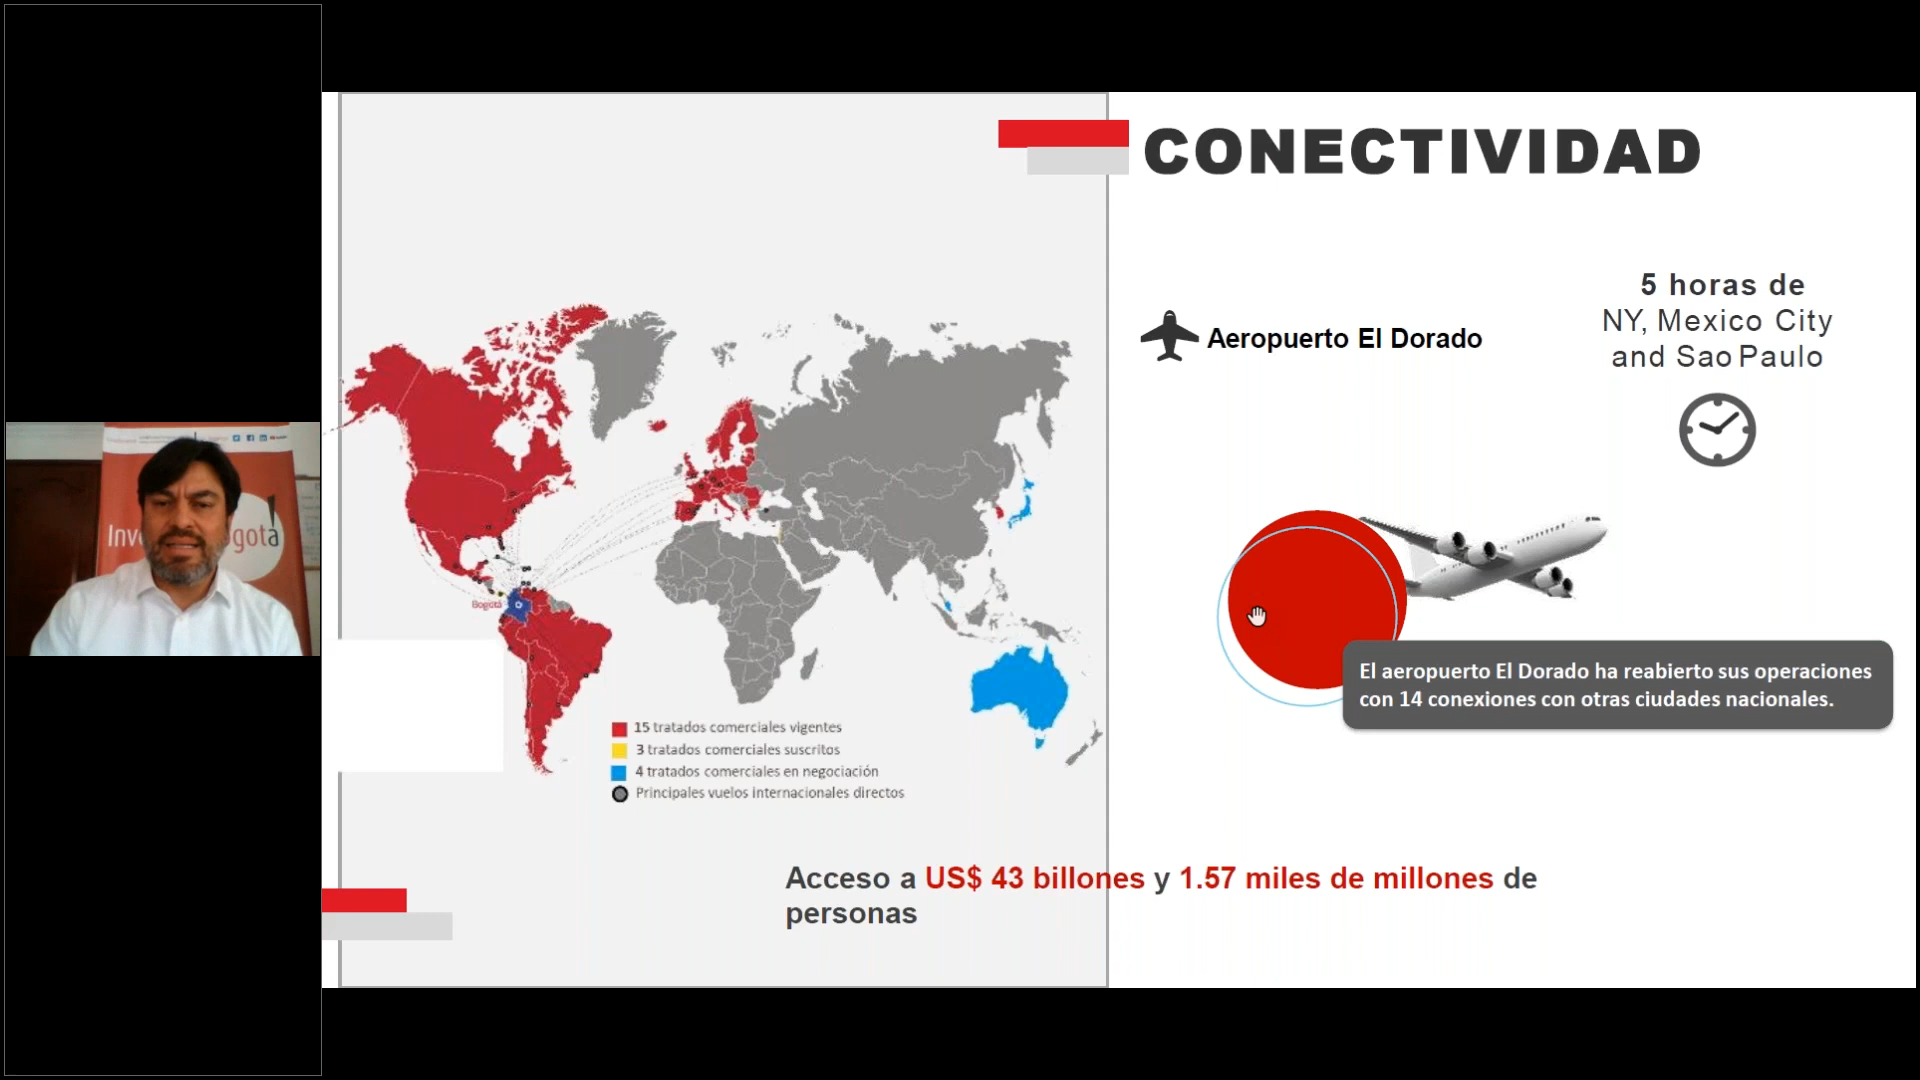 CONECTIVIDAD
5 horas de
NY, Mexico City
and Sao Paulo
Aeropuerto El Dorado
El aeropuerto El Dorado ha reabierto sus operaciones
con 14 conexiones con otras ciudades nacionales.
Bogotá
15 tratados comerciales vigentes
3 tratados comerciales suscritos
4 tratados comerciales en negociación
Principales vuelos internacionales directos
Acceso a US$ 43 billones y 1.57 miles de millones de
personas
Inv
gotá